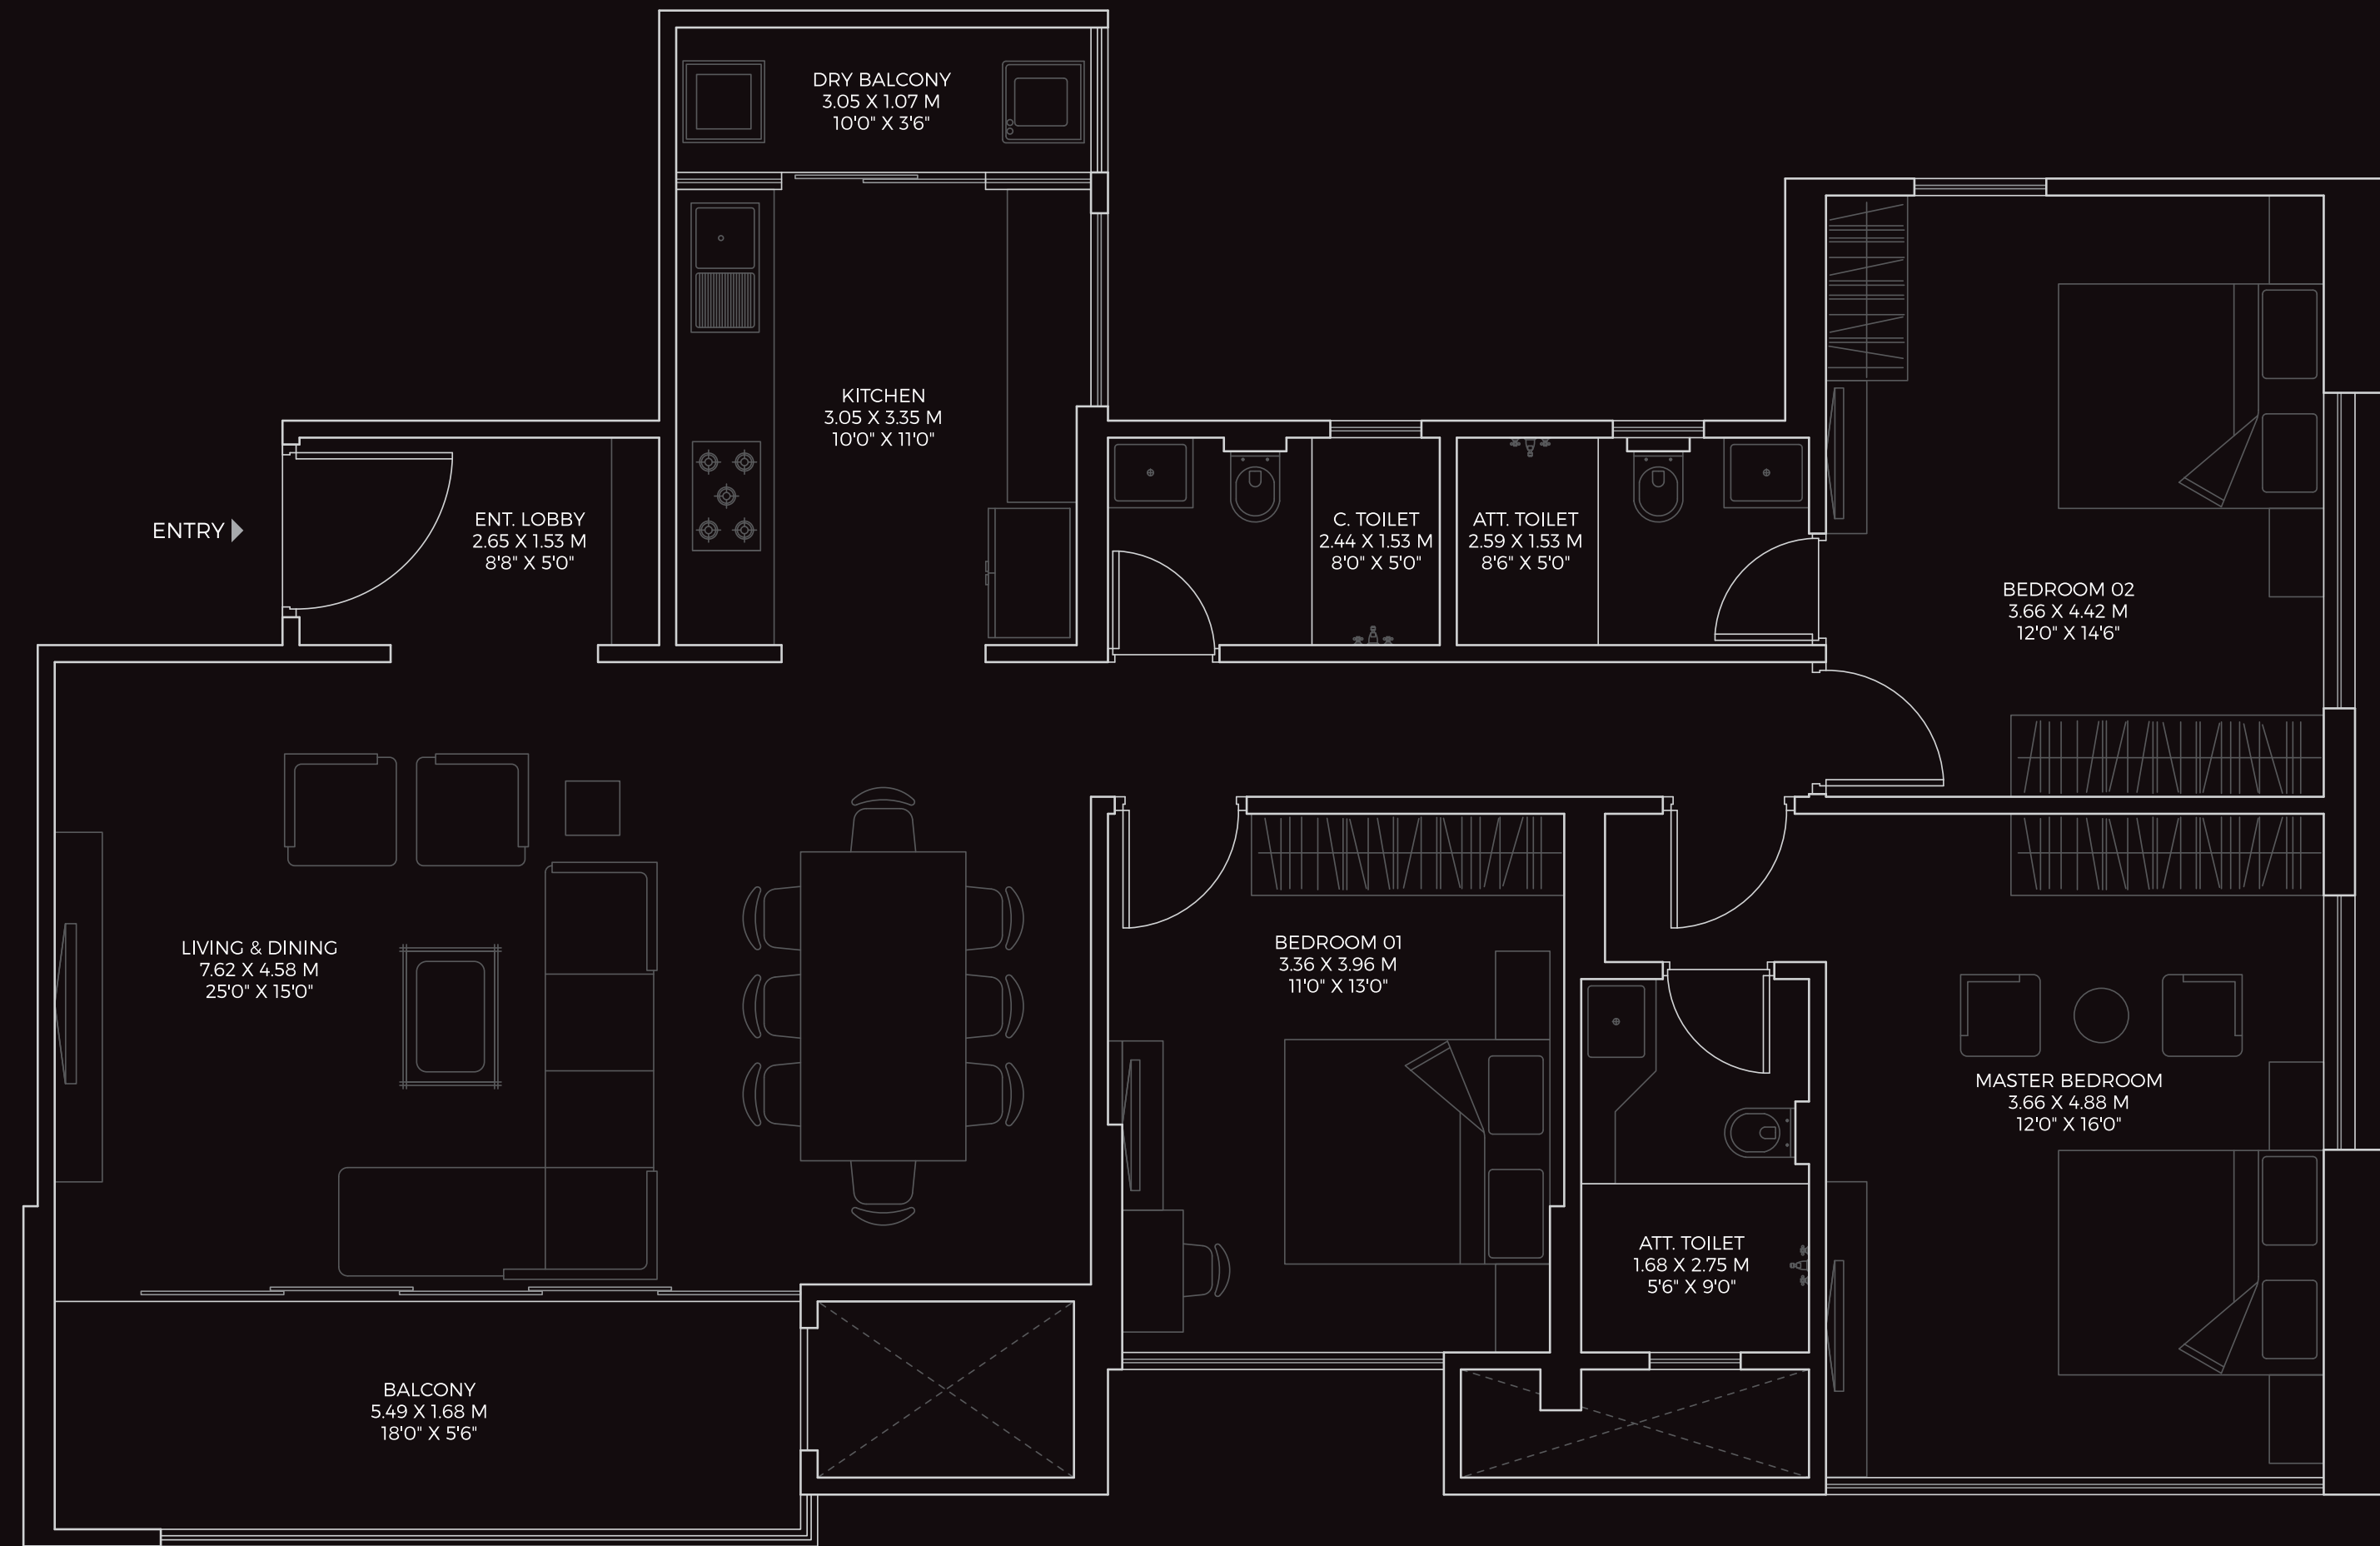 DRY BALCONY
3.05 X 1.07 M
10'0" X 3'6"
KITCHEN
3.05 X 3.35 M
10'0" X 11'0"
ENTRY
ENT. LOBBY
2.65 X 1.53 M
8'8" X 5'0"
C. TOILET
2.44 X 1.53 M
8'0" X 5'0"
ATT. TOILET
2.59 X 1.53 M
8'6" X 5'0"
BEDROOM 02
3.66 X 4.42 M
12'0" X 14'6"
LIVING & DINING
7.62 X 4.58 M
25'0" X 15'0"
BEDROOM 01
3.36 X 3.96 M
11'0" X 13'0"
MASTER BEDROOM
3.66 X 4.88 M
12'0" X 16'0"
ATT. TOILET
1.68 X 2.75 M
5'6" X 9'0"
BALCONY
5.49 X 1.68 M
18'0" X 5'6"